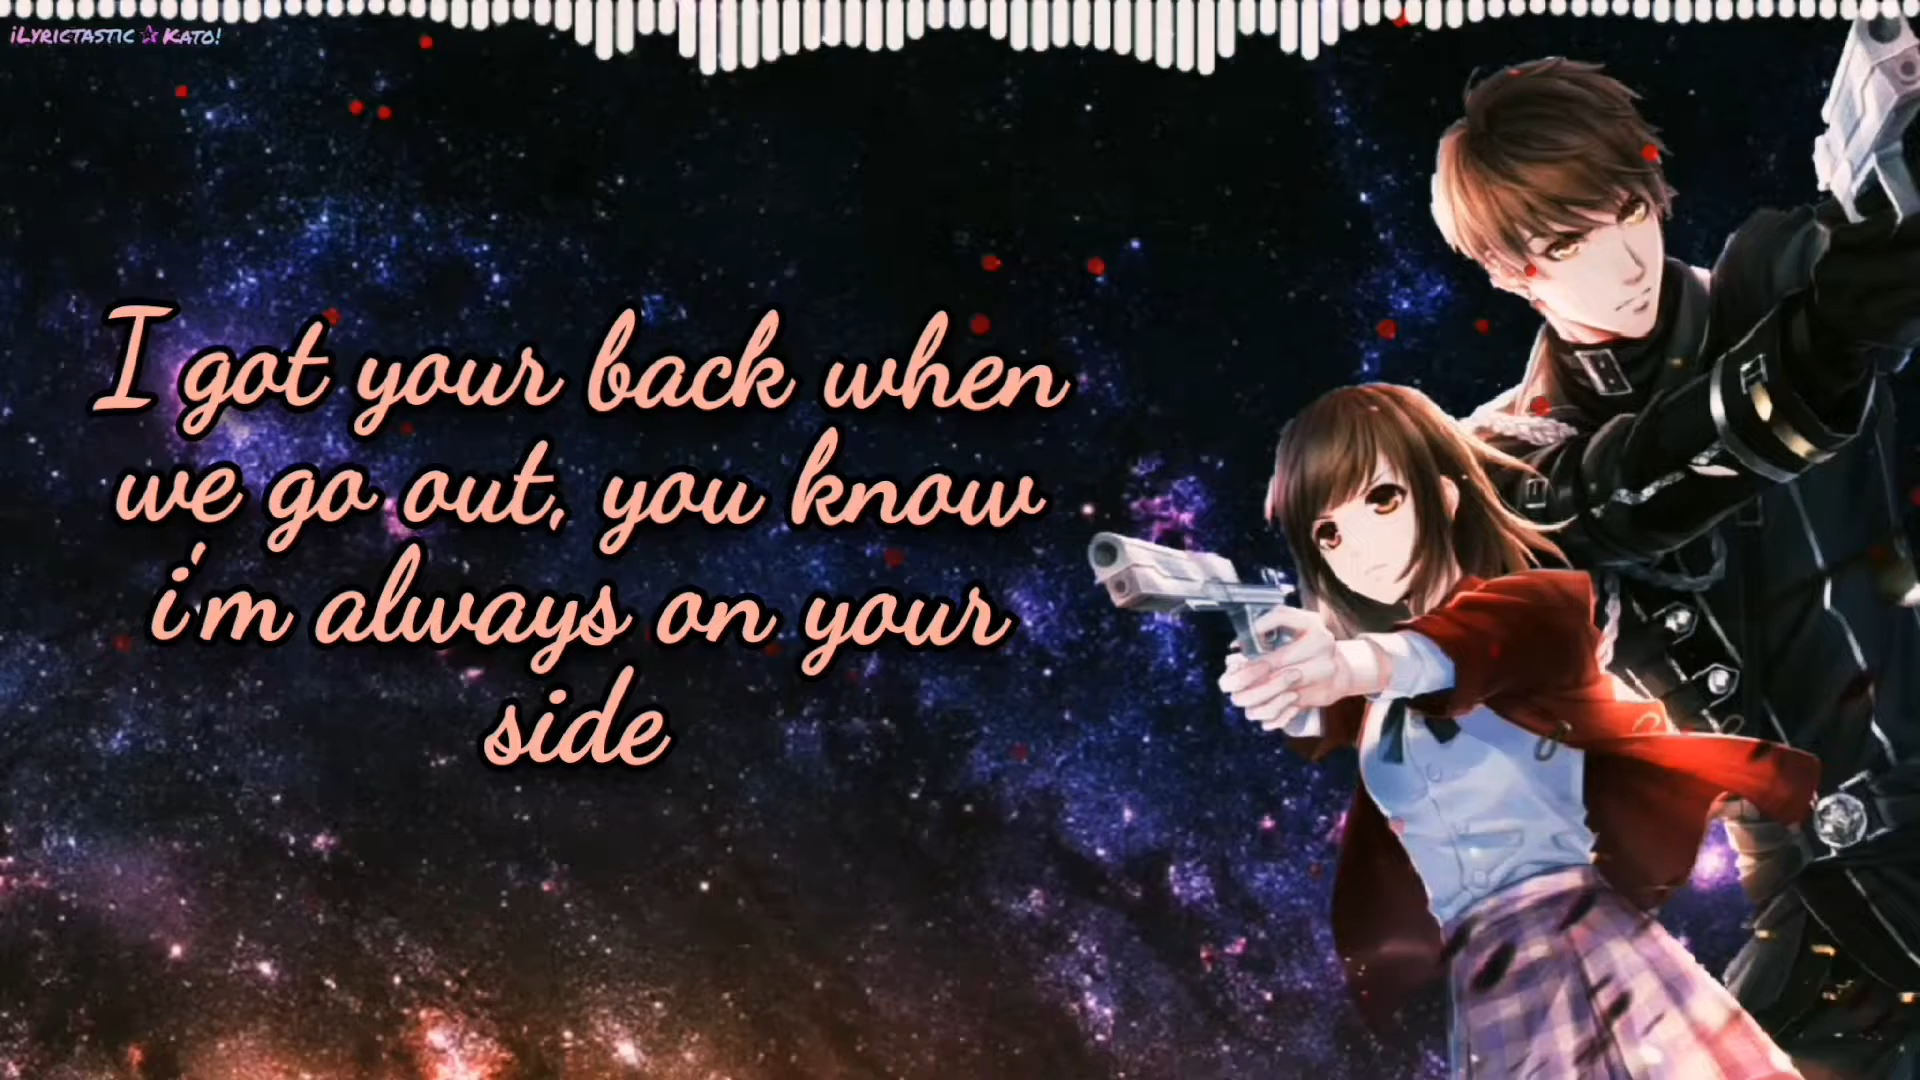 iLyrictastic☆Kato!
I got your back when
we go out, you know
i'm always on your
side